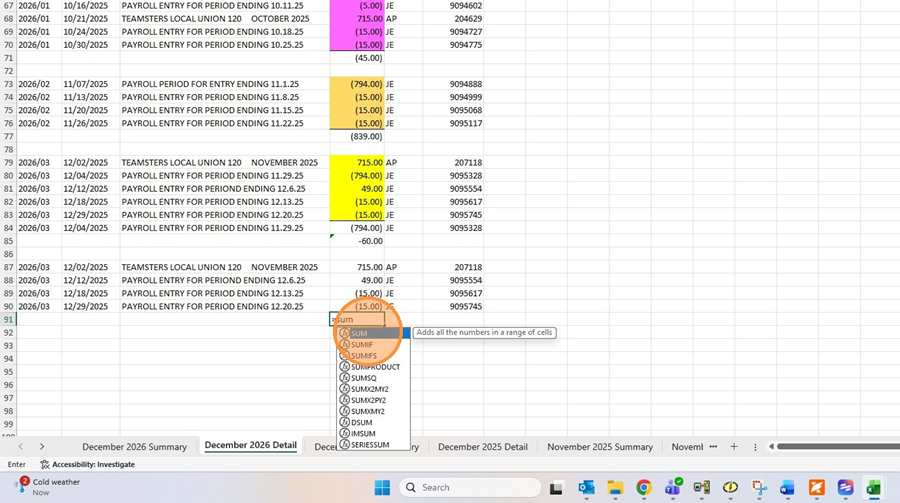 67 2026/01 10/16/2025 PAYROLL ENTRY FOR PERIOD ENDING 10.11.25 (5.00) JE 9094602
68 2026/01 10/21/2025 TEAMSTERS LOCAL UNION 120 OCTOBER 2025 715.00 AP 204629
69 2026/01 10/24/2025 PAYROLL ENTRY FOR PERIOD ENDING 10.18.25 (15.00) JE 9094727
70 2026/01 10/30/2025 PAYROLL ENTRY FOR PERIOD ENDING 10.25.25 (15.00) JE 9094775
71 (45.00)
72
73 2026/02 11/07/2025 PAYROLL PERIOD FOR ENTRY ENDING 11.1.25 (794.00) JE 9094888
74 2026/02 11/13/2025 PAYROLL ENTRY FOR PERIOD ENDING 11.8.25 (15.00) JE 9094999
75 2026/02 11/20/2025 PAYROLL ENTRY FOR PERIOD ENDING 11.15.25 (15.00) JE 9095068
76 2026/02 11/26/2025 PAYROLL ENTRY FOR PERIOD ENDING 11.22.25 (15.00) JE 9095117
77 (839.00)
78
79 2026/03 12/02/2025 TEAMSTERS LOCAL UNION 120 NOVEMBER 2025 715.00 AP 207118
80 2026/03 12/04/2025 PAYROLL ENTRY FOR PERIOD ENDING 11.29.25 (794.00) JE 9095328
81 2026/03 12/12/2025 PAYROLL ENTRY FOR PERIOND ENDING 12.6.25 49.00 JE 9095554
82 2026/03 12/18/2025 PAYROLL ENTRY FOR PERIOD ENDING 12.13.25 (15.00) JE 9095617
83 2026/03 12/29/2025 PAYROLL ENTRY FOR PERIOD ENDING 12.20.25 (15.00) JE 9095745
84 2026/03 12/04/2025 PAYROLL ENTRY FOR PERIOD ENDING 11.29.25 (794.00) JE 9095328
85 -60.00
86
87 2026/03 12/02/2025 TEAMSTERS LOCAL UNION 120 NOVEMBER 2025 715.00 AP 207118
88 2026/03 12/12/2025 PAYROLL ENTRY FOR PERIOND ENDING 12.6.25 49.00 JE 9095554
89 2026/03 12/18/2025 PAYROLL ENTRY FOR PERIOD ENDING 12.13.25 (15.00) JE 9095617
90 2026/03 12/29/2025 PAYROLL ENTRY FOR PERIOD ENDING 12.20.25 (15.00) JE 9095745
91 =sum
92 SUM Adds all the numbers in a range of cells
93 SUMIF
SUMIFS
94 SUMPRODUCT
95 SUMSQ
96 SUMX2MY2
SUMX2PY2
97 SUMXMY2
98 DSUM
99 IMSUM
SERIESSUM
December 2026 Summary December 2026 Detail December 2025 Detail November 2025 Summary
Enter Accessibility: Investigate
2 Cold weather
Now
Search